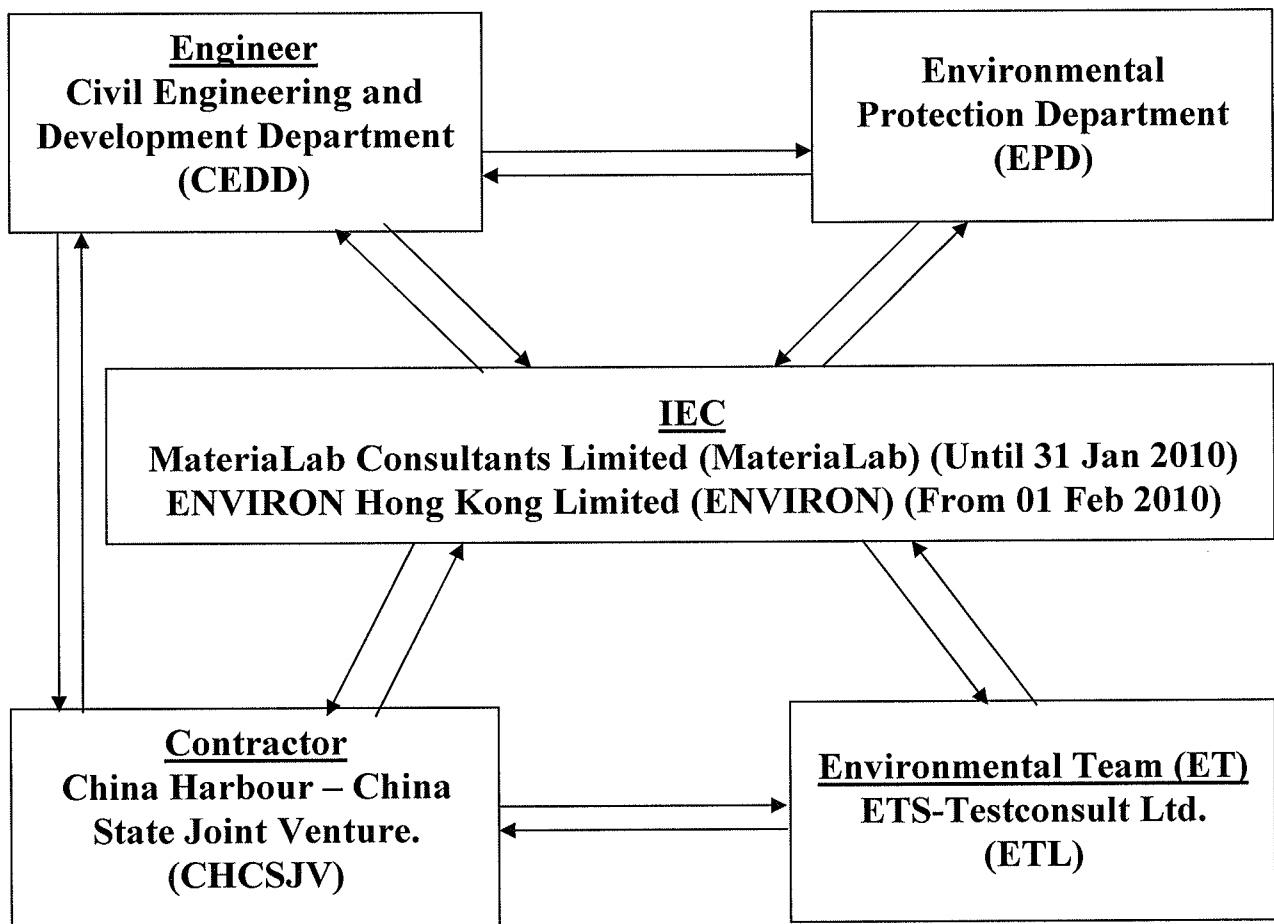 Engineer
Civil Engineering and
Development Department
(CEDD)
Environmental
Protection Department
(EPD)
IEC
MateriaLab Consultants Limited (MateriaLab) (Until 31 Jan 2010)
ENVIRON Hong Kong Limited (ENVIRON) (From 01 Feb 2010)
Contractor
China Harbour – China
State Joint Venture.
(CHCSJV)
Environmental Team (ET)
ETS-Testconsult Ltd.
(ETL)